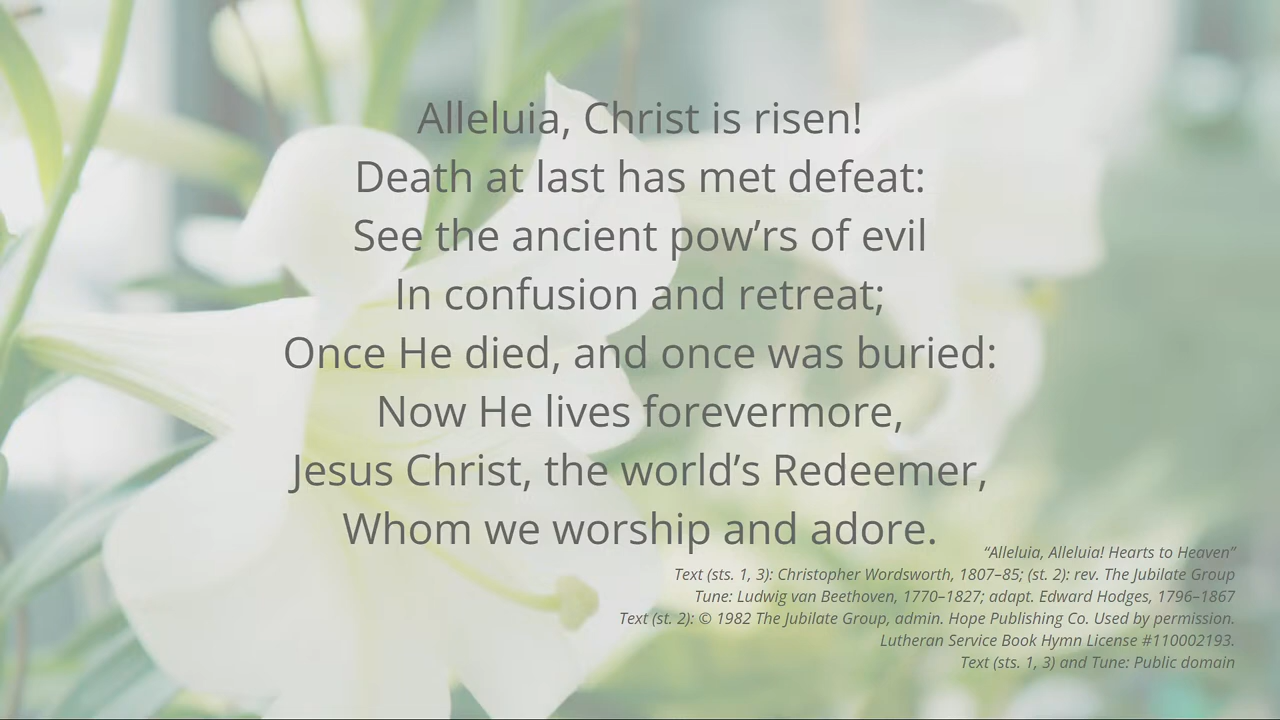 Alleluia, Christ is risen!
Death at last has met defeat:
See the ancient pow’rs of evil
In confusion and retreat;
Once He died, and once was buried:
Now He lives forevermore,
Jesus Christ, the world’s Redeemer,
Whom we worship and adore.
“Alleluia, Alleluia! Hearts to Heaven”
Text (sts. 1, 3): Christopher Wordsworth, 1807–85; (st. 2): rev. The Jubilate Group
Tune: Ludwig van Beethoven, 1770–1827; adapt. Edward Hodges, 1796–1867
Text (st. 2): © 1982 The Jubilate Group, admin. Hope Publishing Co. Used by permission.
Lutheran Service Book Hymn License #110002193.
Text (sts. 1, 3) and Tune: Public domain